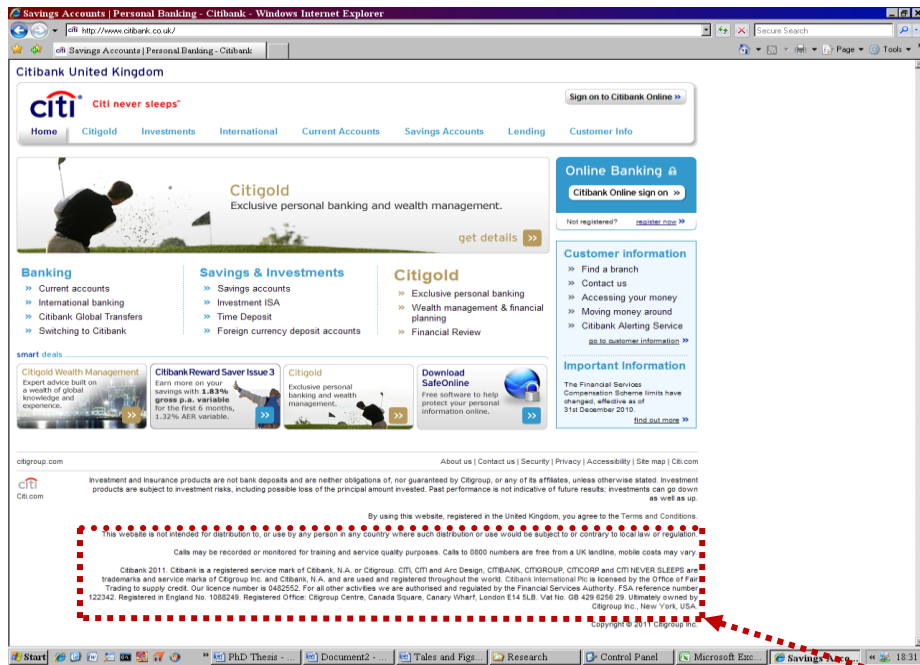 Savings Accounts | Personal Banking - Citibank - Windows Internet Explorer
citi http://www.citibank.co.uk/
Secure Search
citi Savings Accounts | Personal Banking - Citibank
Page
Tools
Citibank United Kingdom
citi Citi never sleeps
Sign on to Citibank Online »
Home Citigold Investments International Current Accounts Savings Accounts Lending Customer Info
Citigold
Exclusive personal banking and wealth management.
get details »
Online Banking
Citibank Online sign on »
Not registered? register now »
Banking
» Current accounts
» International banking
» Citibank Global Transfers
» Switching to Citibank
Savings & Investments
» Savings accounts
» Investment ISA
» Time Deposit
» Foreign currency deposit accounts
Citigold
» Exclusive personal banking
» Wealth management & financial
planning
» Financial Review
Customer information
» Find a branch
» Contact us
» Accessing your money
» Moving money around
» Citibank Alerting Service
go to customer information »
Important Information
The Financial Services
Compensation Scheme limits have
changed, effective as of
31st December 2010.
find out more »
smart deals
Citigold Wealth Management
Expert advice built on
a wealth of global
knowledge and
experience.
»
Citibank Reward Saver Issue 3
Earn more on your
savings with 1.83%
gross p.a. variable
for the first 6 months,
1.32% AER variable.
»
Citigold
Exclusive personal
banking and wealth
management.
»
Download
SafeOnline
Free software to help
protect your personal
information online.
»
citigroup.com
About us | Contact us | Security | Privacy | Accessibility | Site map | Citi.com
citi
Citi.com
Investment and Insurance products are not bank deposits and are neither obligations of, nor guaranteed by Citigroup, or any of its affiliates, unless otherwise stated. Investment
products are subject to investment risks, including possible loss of the principal amount invested. Past performance is not indicative of future results; investments can go down
as well as up.
By using this website, registered in the United Kingdom, you agree to the Terms and Conditions.
This website is not intended for distribution to, or use by any person in any country where such distribution or use would be subject to or contrary to local law or regulation.
Calls may be recorded or monitored for training and service quality purposes. Calls to 0800 numbers are free from a UK landline, mobile costs may vary.
Citibank 2011. Citibank is a registered service mark of Citibank, N.A. or Citigroup. CITI, CITI and Arc Design, CITIBANK, CITIGROUP, CITICORP and CITI NEVER SLEEPS are
trademarks and service marks of Citigroup Inc. and Citibank, N.A. and are used and registered throughout the world. Citibank International Plc is licensed by the Office of Fair
Trading to supply credit. Our licence number is 0482552. For all other activities we are authorised and regulated by the Financial Services Authority. FSA reference number
122342. Registered in England No. 1088249. Registered Office: Citigroup Centre, Canada Square, Canary Wharf, London E14 5LB. Vat No. GB 429 6256 29. Ultimately owned by
Citigroup Inc., New York, USA.
Copyright © 2011 Citigroup Inc.
Start
» PhD Thesis - ... Document2 - ... Tales and Figs... Research Control Panel Microsoft Exc... Savings Acco... « 18:31